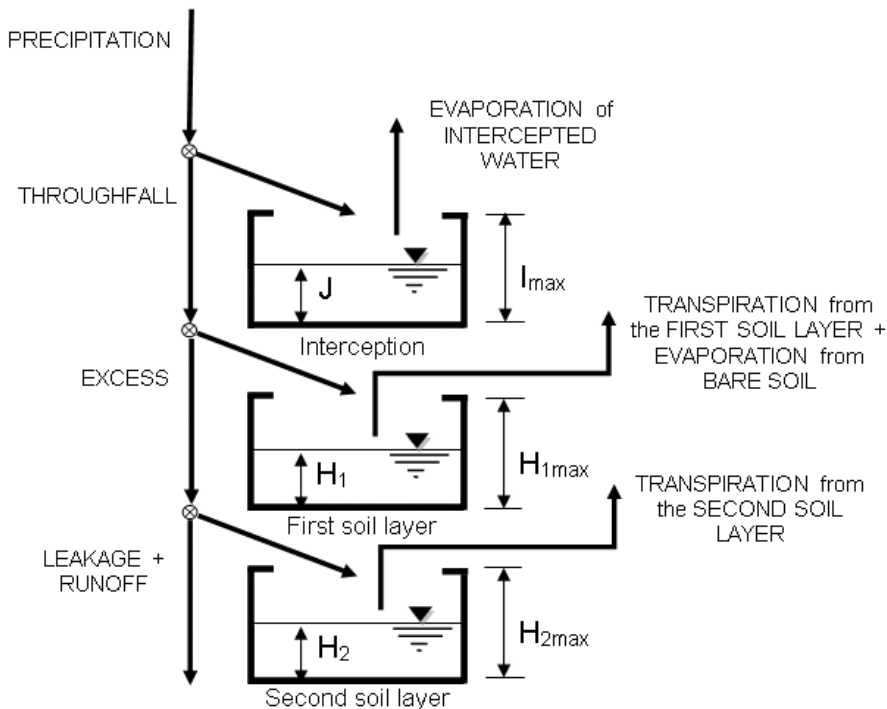 PRECIPITATION
EVAPORATION of
INTERCEPTED
WATER
THROUGHFALL
J
Imax
Interception
TRANSPIRATION from
the FIRST SOIL LAYER +
EVAPORATION from
BARE SOIL
EXCESS
H1
H1max
First soil layer
TRANSPIRATION from
the SECOND SOIL
LAYER
LEAKAGE +
RUNOFF
H2
H2max
Second soil layer